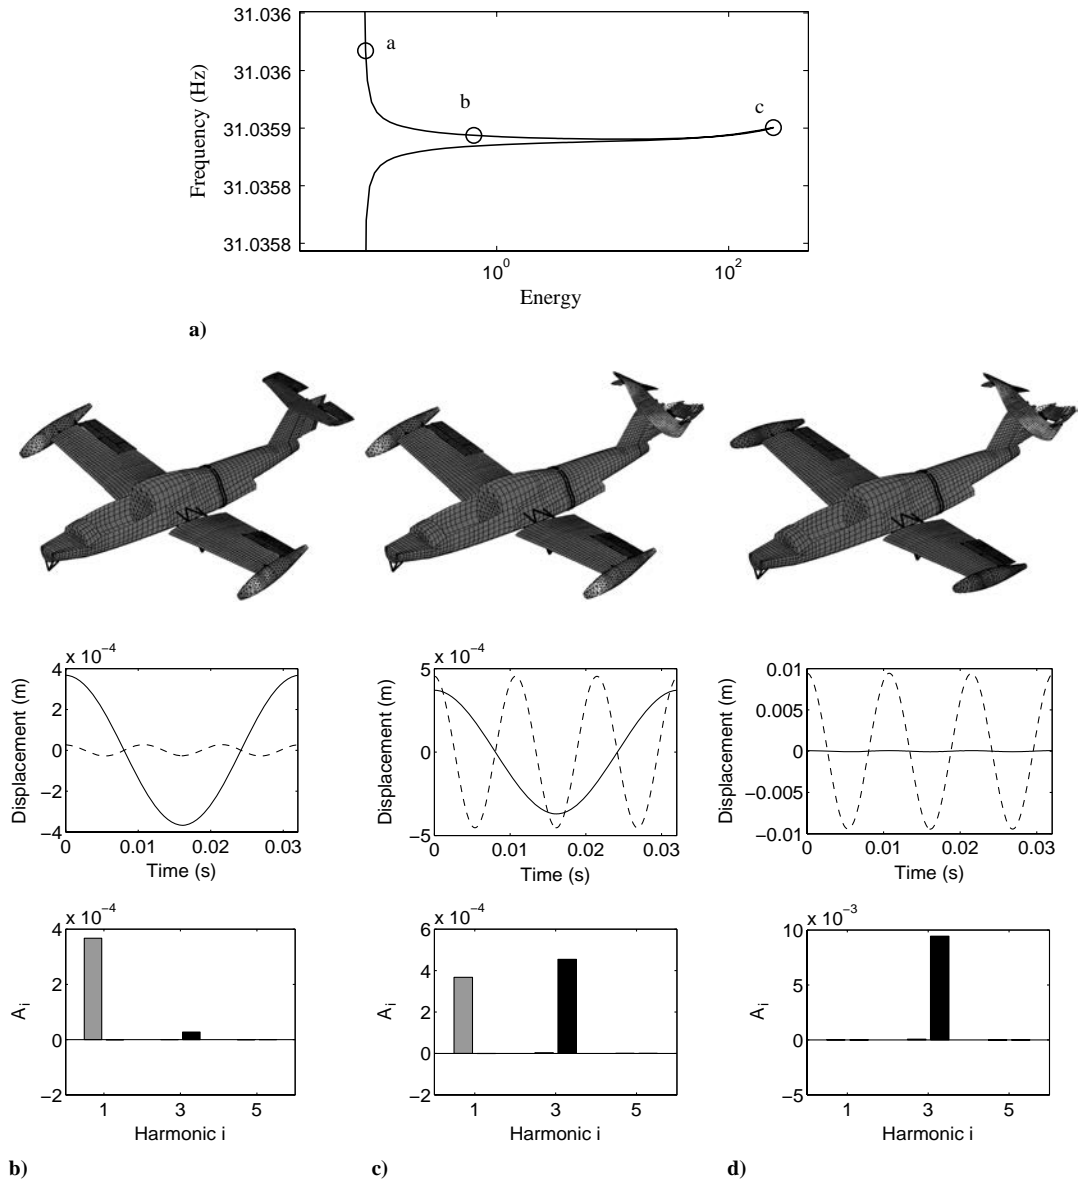 31.036
31.036
31.0359
31.0358
31.0358
Frequency (Hz)
a
b
c
10^0
10^2
Energy
a)
x 10^−4
4
2
0
−2
−4
Displacement (m)
0
0.01
0.02
0.03
Time (s)
x 10^−4
5
0
−5
Displacement (m)
0
0.01
0.02
0.03
Time (s)
0.01
0.005
0
−0.005
−0.01
Displacement (m)
0
0.01
0.02
0.03
Time (s)
x 10^−4
4
2
0
−2
A_i
1
3
5
Harmonic i
x 10^−4
6
4
2
0
−2
A_i
1
3
5
Harmonic i
x 10^−3
10
5
0
−5
A_i
1
3
5
Harmonic i
b)
c)
d)